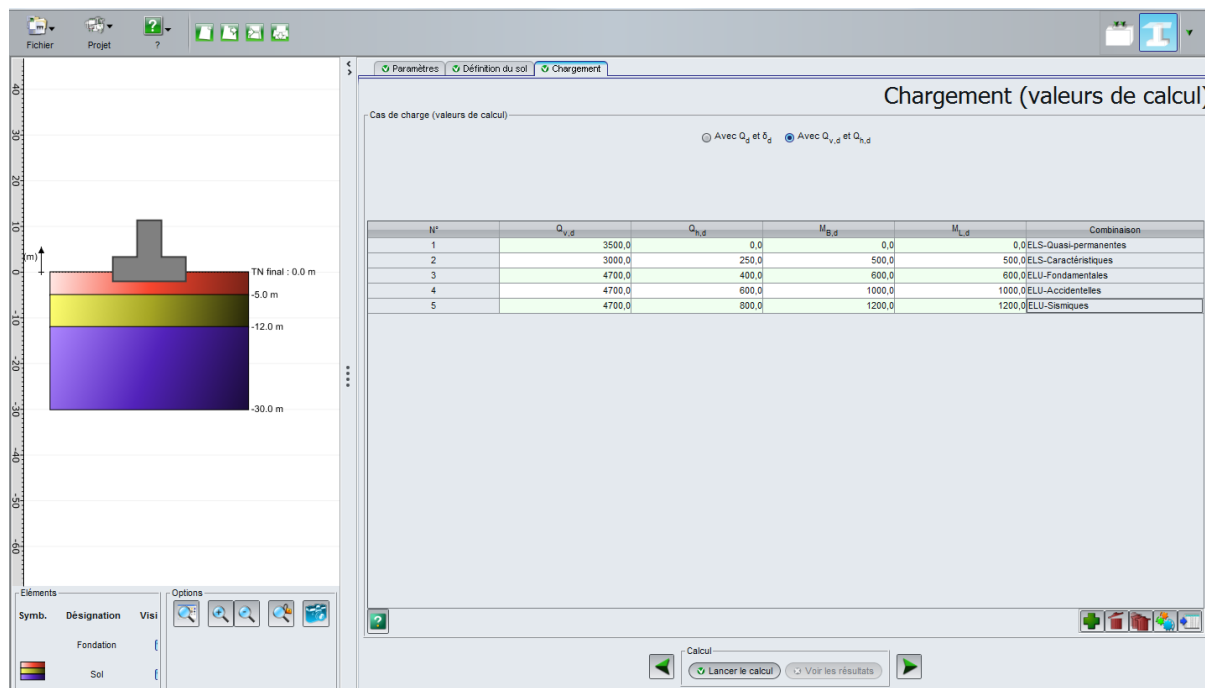 Fichier Projet ?
Paramètres Définition du sol Chargement
Chargement (valeurs de calcul)
Cas de charge (valeurs de calcul)
Avec Qd et δd Avec Qv,d et Qh,d
N° Qv,d Qh,d MB,d ML,d Combinaison
1 3500,0 0,0 0,0 0,0 ELS-Quasi-permanentes
2 3000,0 250,0 500,0 500,0 ELS-Caractéristiques
3 4700,0 400,0 600,0 600,0 ELU-Fondamentales
4 4700,0 600,0 1000,0 1000,0 ELU-Accidentelles
5 4700,0 800,0 1200,0 1200,0 ELU-Sismiques
40
30
20
10
0
-10
-20
-30
-40
-50
-60
(m)
TN final : 0.0 m
-5.0 m
-12.0 m
-30.0 m
Eléments Options
Symb. Désignation Visi
Fondation
Sol
?
Calcul
Lancer le calcul Voir les résultats